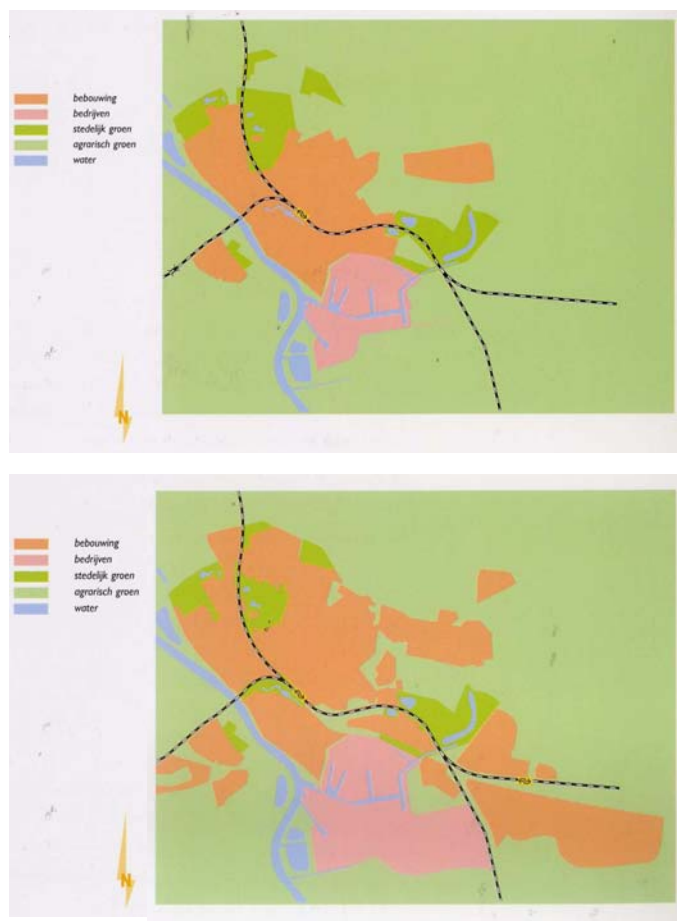 bebouwing
bedrijven
stedelijk groen
agrarisch groen
water
N
bebouwing
bedrijven
stedelijk groen
agrarisch groen
water
N